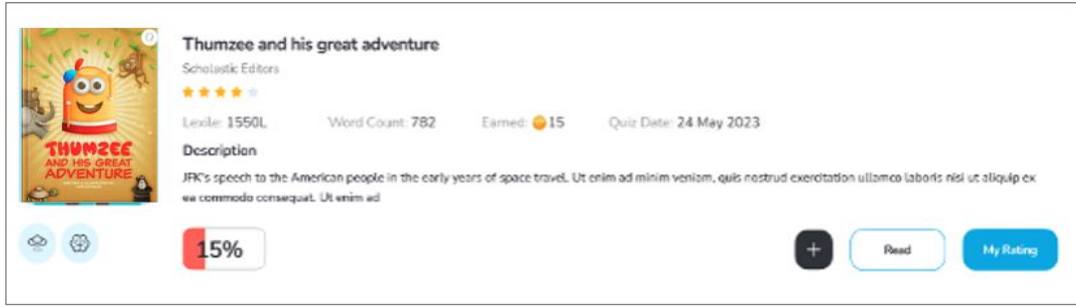 THUMZEE
AND HIS GREAT
ADVENTURE
Thumzee and his great adventure
Scholastic Editors
Lexile: 1550L Word Count: 782 Earned: 15 Quiz Date: 24 May 2023
Description
JFK's speech to the American people in the early years of space travel. Ut enim ad minim veniam, quis nostrud exercitation ullamco laboris nisi ut aliquip ex
ea commodo consequat. Ut enim ad
15%
+ Read My Rating